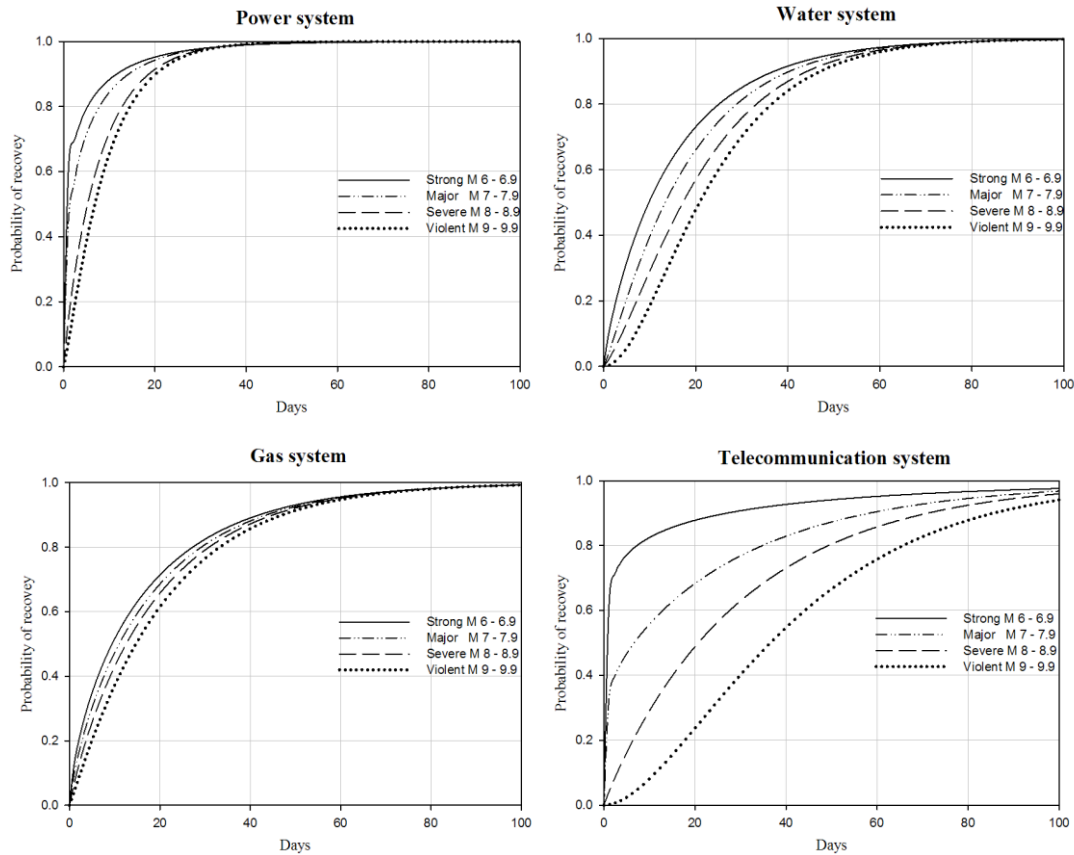 Power system
Probability of recovey
1.0
0.8
0.6
0.4
0.2
0.0
Strong M 6 - 6.9
Major M 7 - 7.9
Severe M 8 - 8.9
Violent M 9 - 9.9
0 20 40 60 80 100
Days
Water system
Probability of recovey
1.0
0.8
0.6
0.4
0.2
0.0
Strong M 6 - 6.9
Major M 7 - 7.9
Severe M 8 - 8.9
Violent M 9 - 9.9
0 20 40 60 80 100
Days
Gas system
Probability of recovey
1.0
0.8
0.6
0.4
0.2
0.0
Strong M 6 - 6.9
Major M 7 - 7.9
Severe M 8 - 8.9
Violent M 9 - 9.9
0 20 40 60 80 100
Days
Telecommunication system
Probability of recovey
1.0
0.8
0.6
0.4
0.2
0.0
Strong M 6 - 6.9
Major M 7 - 7.9
Severe M 8 - 8.9
Violent M 9 - 9.9
0 20 40 60 80 100
Days